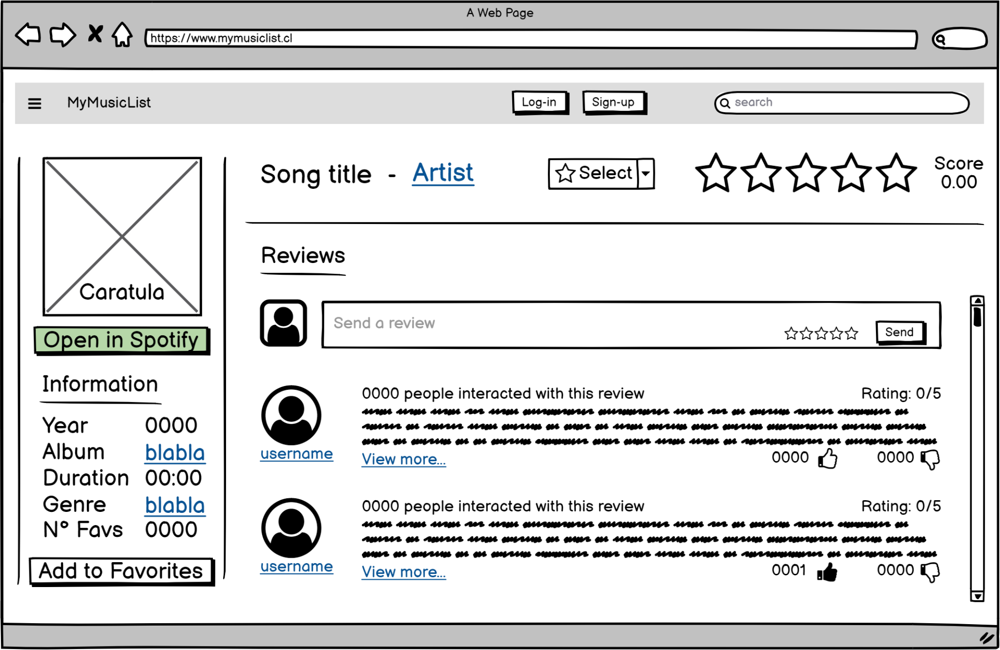 A Web Page
https://www.mymusiclist.cl
MyMusicList
Log-in
Sign-up
search
Caratula
Open in Spotify
Information
Year 0000
Album blabla
Duration 00:00
Genre blabla
N° Favs 0000
Add to Favorites
Song title - Artist
Select
Score
0.00
Reviews
Send a review
Send
username
0000 people interacted with this review
Rating: 0/5
View more...
0000
0000
username
0000 people interacted with this review
Rating: 0/5
View more...
0001
0000